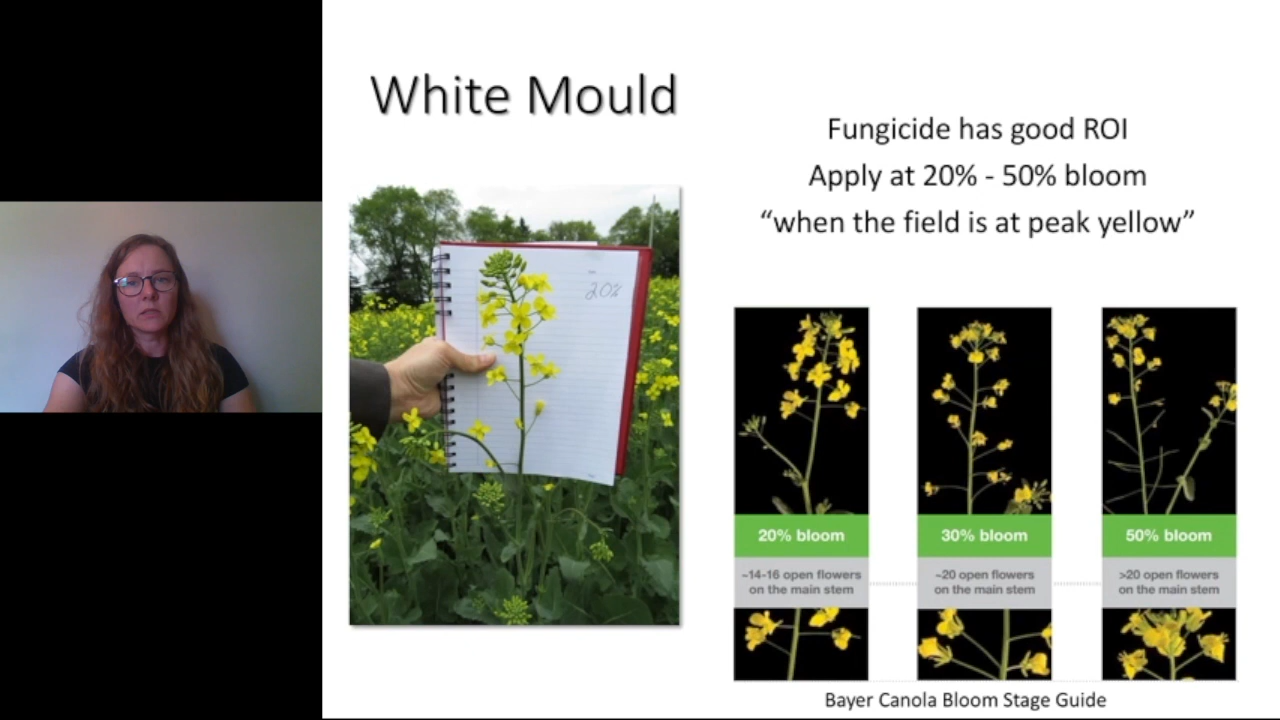 White Mould
Fungicide has good ROI
Apply at 20% - 50% bloom
“when the field is at peak yellow”
20%
20% bloom
~14-16 open flowers
on the main stem
30% bloom
~20 open flowers
on the main stem
50% bloom
>20 open flowers
on the main stem
Bayer Canola Bloom Stage Guide